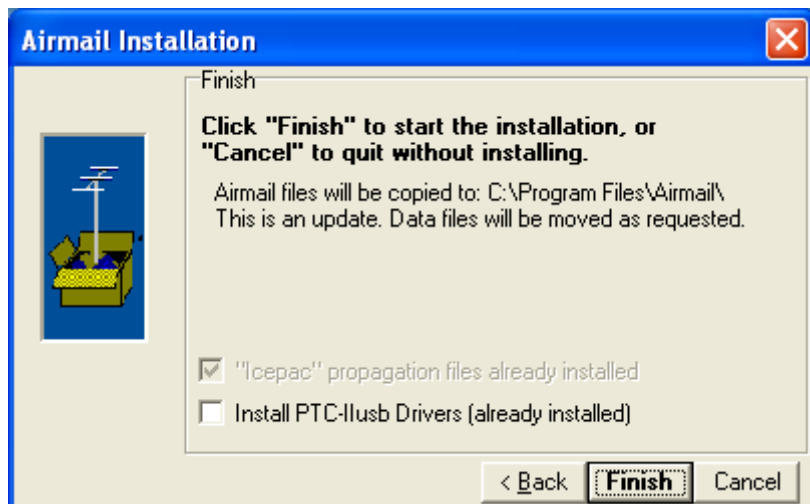 Airmail Installation
Finish
Click "Finish" to start the installation, or
"Cancel" to quit without installing.
Airmail files will be copied to: C:\Program Files\Airmail\
This is an update. Data files will be moved as requested.
"Icepac" propagation files already installed
Install PTC-IIusb Drivers (already installed)
< Back Finish Cancel